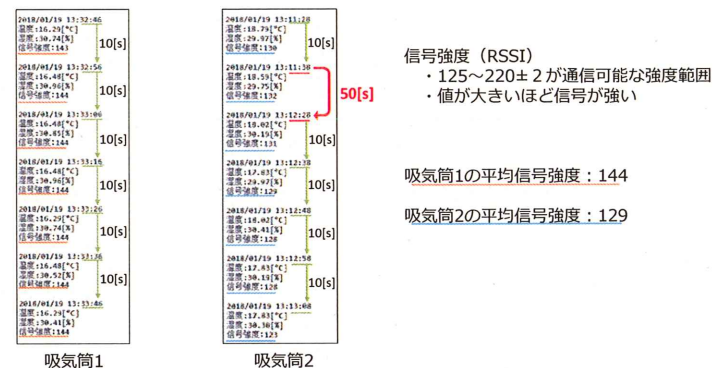 2018/01/19 13:32:46
温度:16.29[°C]
湿度:30.74[%]
信号強度:143
10[s]
2018/01/19 13:32:56
温度:16.48[°C]
湿度:30.96[%]
信号強度:144
10[s]
2018/01/19 13:33:06
温度:16.48[°C]
湿度:30.85[%]
信号強度:144
10[s]
2018/01/19 13:33:16
温度:16.48[°C]
湿度:30.96[%]
信号強度:144
10[s]
2018/01/19 13:33:26
温度:16.29[°C]
湿度:30.74[%]
信号強度:144
10[s]
2018/01/19 13:33:36
温度:16.48[°C]
湿度:30.52[%]
信号強度:144
10[s]
2018/01/19 13:33:46
温度:16.29[°C]
湿度:30.41[%]
信号強度:144
吸気筒1
2018/01/19 13:11:28
温度:18.79[°C]
湿度:29.97[%]
信号強度:130
10[s]
2018/01/19 13:11:38
温度:18.59[°C]
湿度:29.75[%]
信号強度:132
50[s]
2018/01/19 13:12:28
温度:18.02[°C]
湿度:30.19[%]
信号強度:131
10[s]
2018/01/19 13:12:38
温度:17.83[°C]
湿度:29.97[%]
信号強度:129
10[s]
2018/01/19 13:12:48
温度:18.02[°C]
湿度:30.41[%]
信号強度:128
10[s]
2018/01/19 13:12:58
温度:17.83[°C]
湿度:30.19[%]
信号強度:128
10[s]
2018/01/19 13:13:08
温度:17.83[°C]
湿度:30.30[%]
信号強度:123
吸気筒2
信号強度（RSSI）
・125～220±２が通信可能な強度範囲
・値が大きいほど信号が強い
吸気筒1の平均信号強度：144
吸気筒2の平均信号強度：129